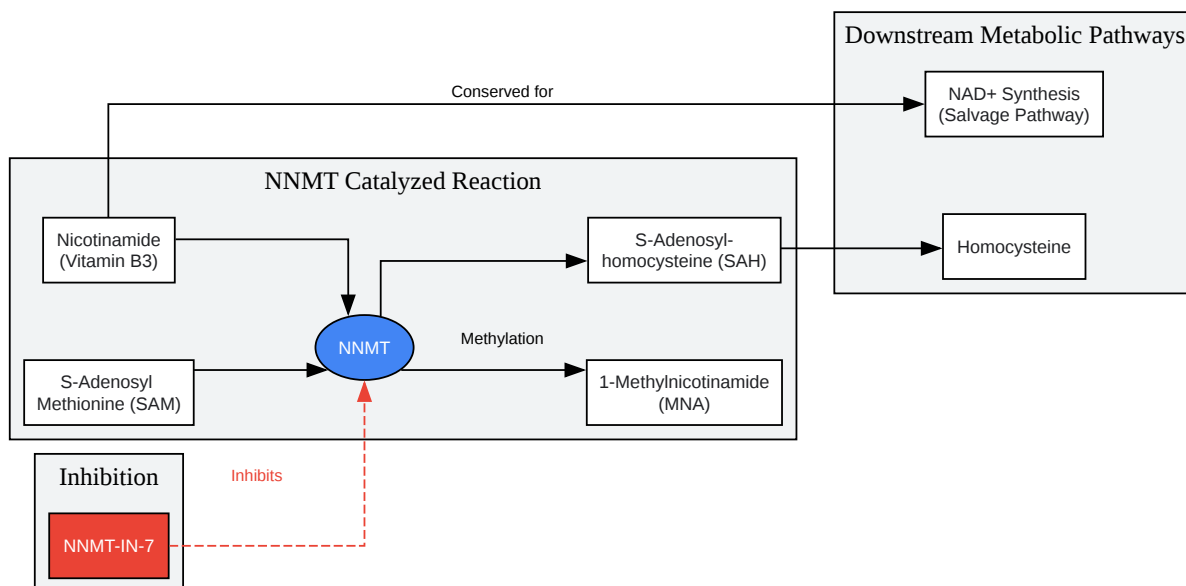 Downstream Metabolic Pathways
Conserved for
NAD+ Synthesis
(Salvage Pathway)
NNMT Catalyzed Reaction
Nicotinamide
(Vitamin B3)
S-Adenosyl-
homocysteine (SAH)
Homocysteine
NNMT
Methylation
S-Adenosyl
Methionine (SAM)
1-Methylnicotinamide
(MNA)
Inhibition
Inhibits
NNMT-IN-7